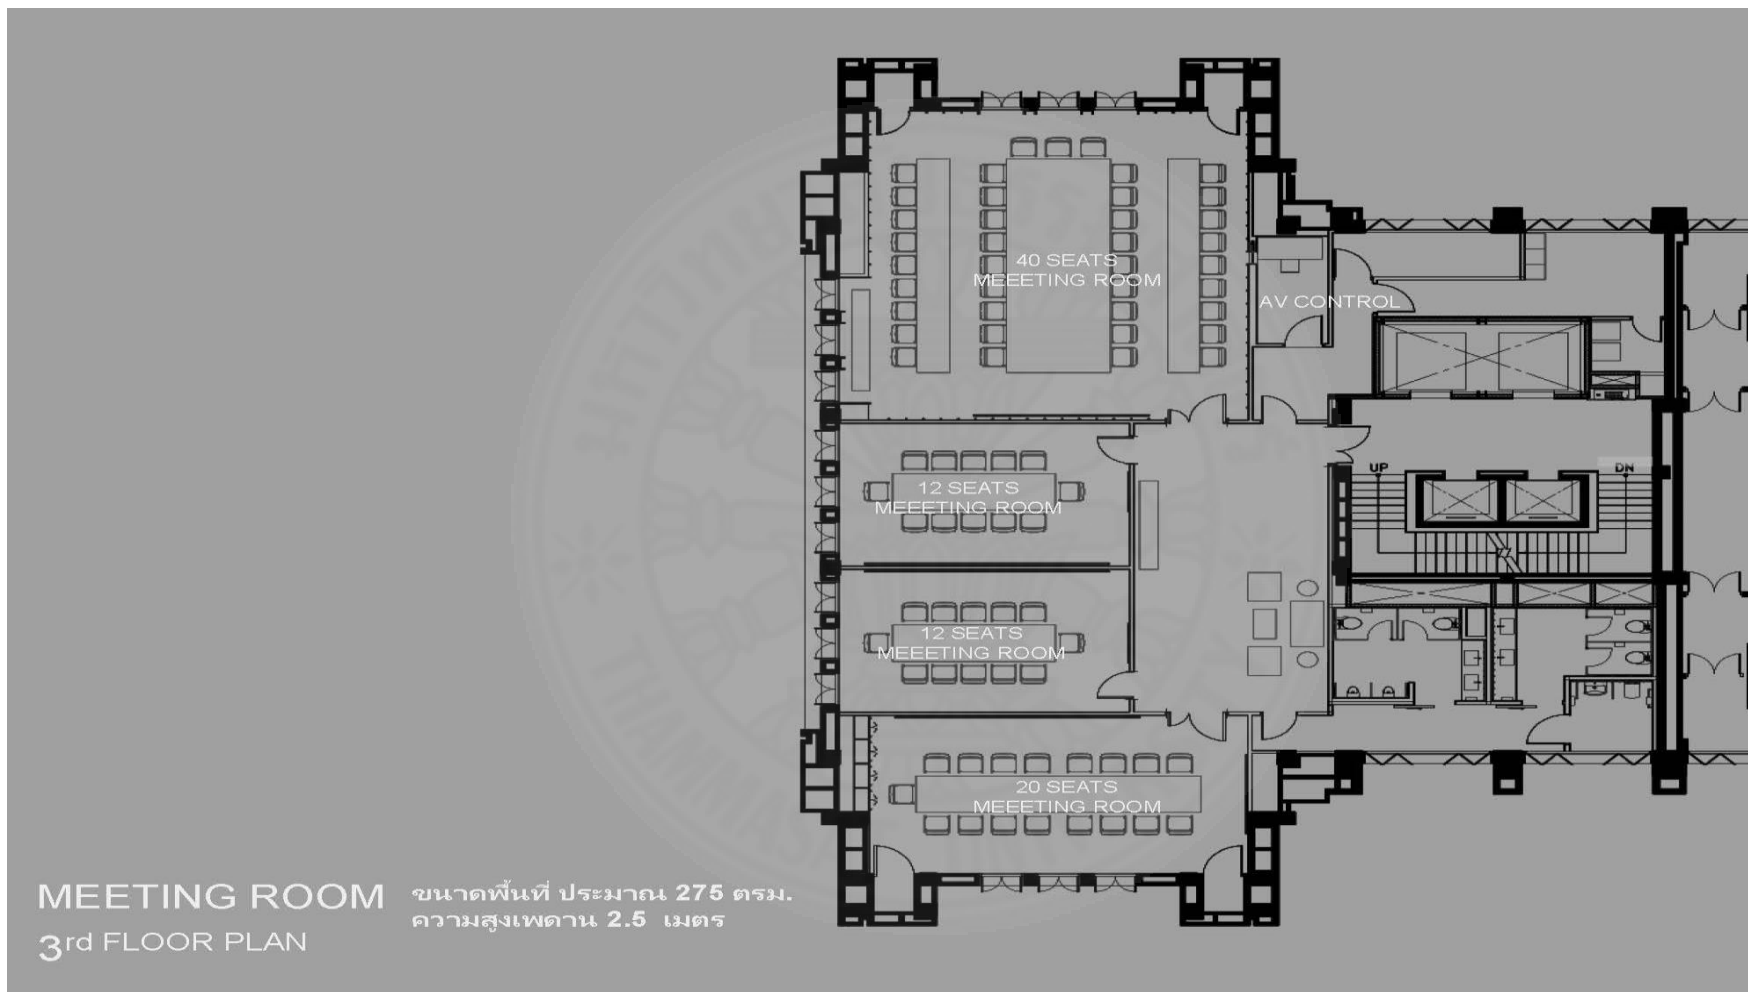 40 SEATS
MEEETING ROOM
AV CONTROL
12 SEATS
MEEETING ROOM
UP
DN
12 SEATS
MEEETING ROOM
20 SEATS
MEEETING ROOM
MEETING ROOM
3rd FLOOR PLAN
ขนาดพื้นที่ ประมาณ 275 ตรม.
ความสูงเพดาน 2.5 เมตร